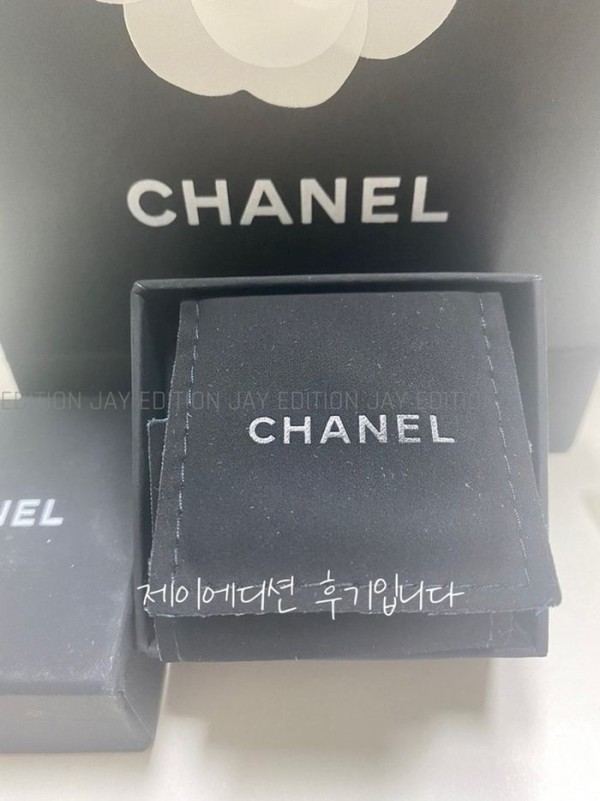 CHANEL
EDITION JAY EDITION JAY EDITION JAY EDITION
CHANEL
NEL
제이에디션 후기입니다